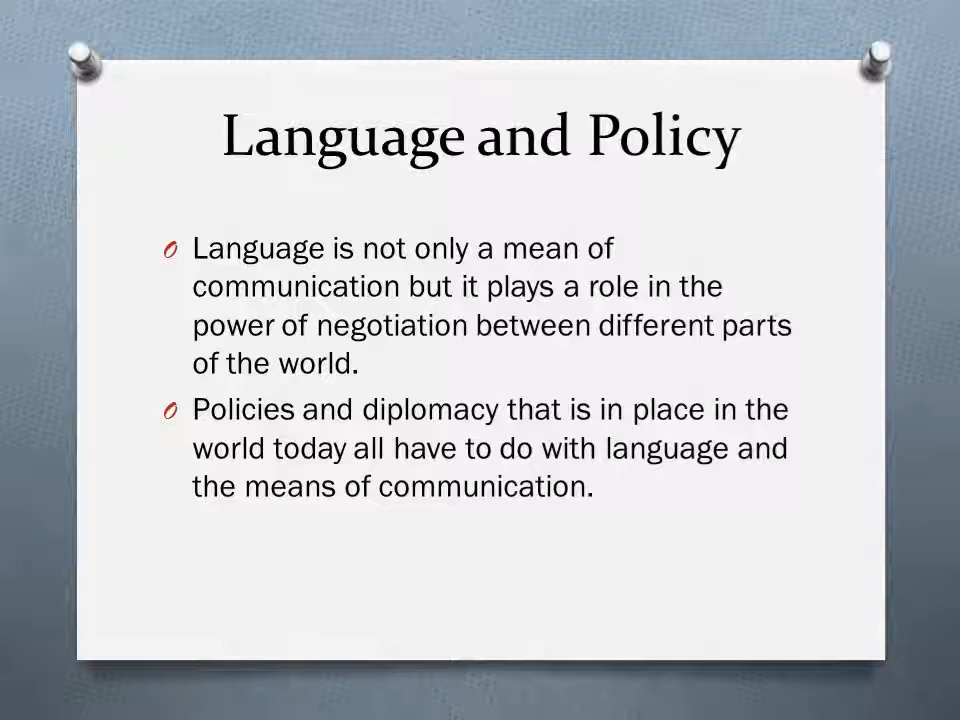 Language and Policy
Language is not only a mean of
communication but it plays a role in the
power of negotiation between different parts
of the world.
Policies and diplomacy that is in place in the
world today all have to do with language and
the means of communication.